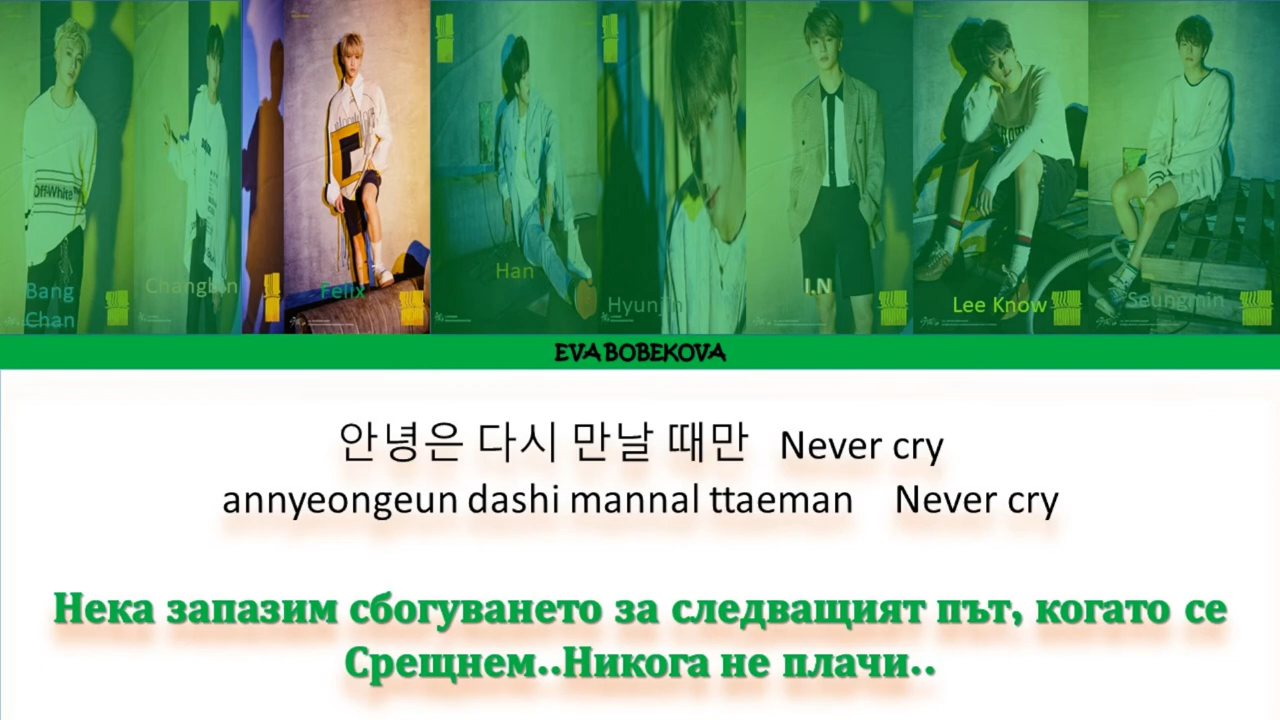 OFF-WHITE
Bang
Chan
Changbin
Felix
Han
Hyunjin
I.N
Lee Know
Seungmin
EVA BOBEKOVA
안녕은 다시 만날 때만 Never cry
annyeongeun dashi mannal ttaeman Never cry
Нека запазим сбогуването за следващият път, когато се
Срещнем..Никога не плачи..